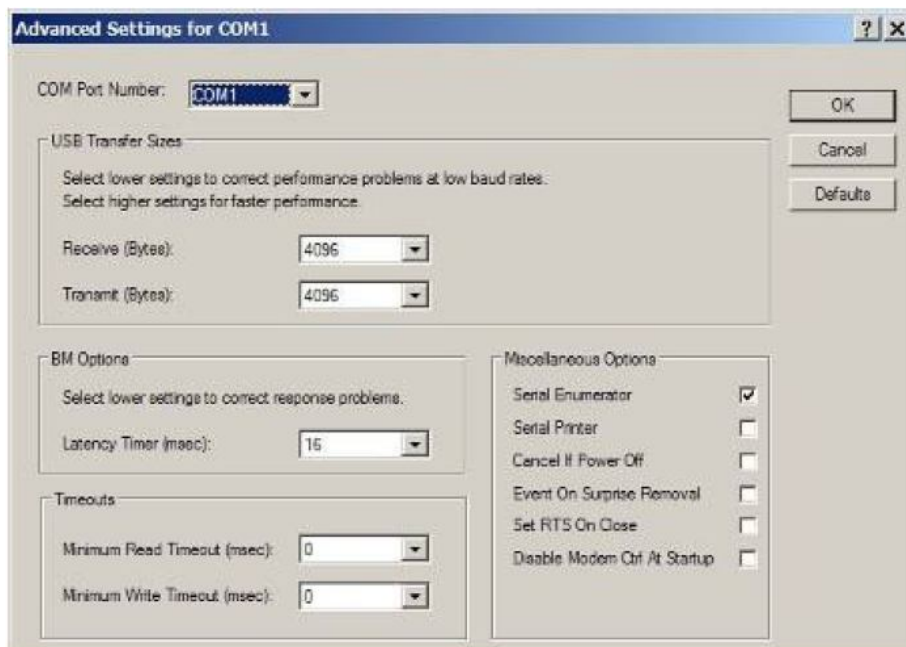 Advanced Settings for COM1
COM Port Number: COM1
OK
Cancel
Defaults
USB Transfer Sizes
Select lower settings to correct performance problems at low baud rates.
Select higher settings for faster performance.
Receive (Bytes): 4096
Transmit (Bytes): 4096
BM Options
Select lower settings to correct response problems.
Latency Timer (msec): 16
Timeouts
Minimum Read Timeout (msec): 0
Minimum Write Timeout (msec): 0
Miscellaneous Options
Serial Enumerator
Serial Printer
Cancel If Power Off
Event On Surprise Removal
Set RTS On Close
Disable Modem Ctrl At Startup